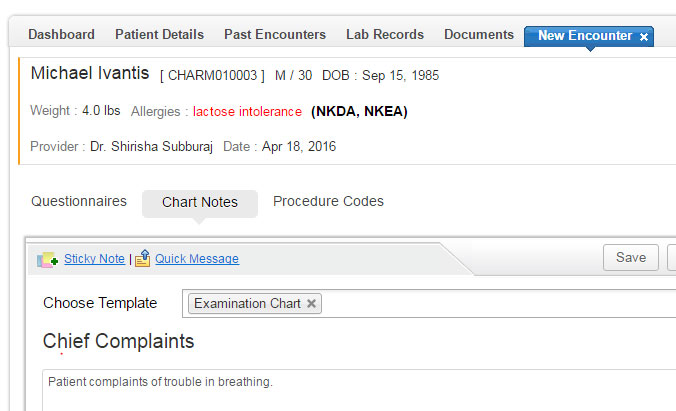 Dashboard Patient Details Past Encounters Lab Records Documents New Encounter x
Michael Ivantis [ CHARM010003 ] M / 30 DOB : Sep 15, 1985
Weight : 4.0 lbs Allergies : lactose intolerance (NKDA, NKEA)
Provider : Dr. Shirisha Subburaj Date : Apr 18, 2016
Questionnaires Chart Notes Procedure Codes
Sticky Note | Quick Message Save
Choose Template Examination Chart x
Chief Complaints
Patient complaints of trouble in breathing.